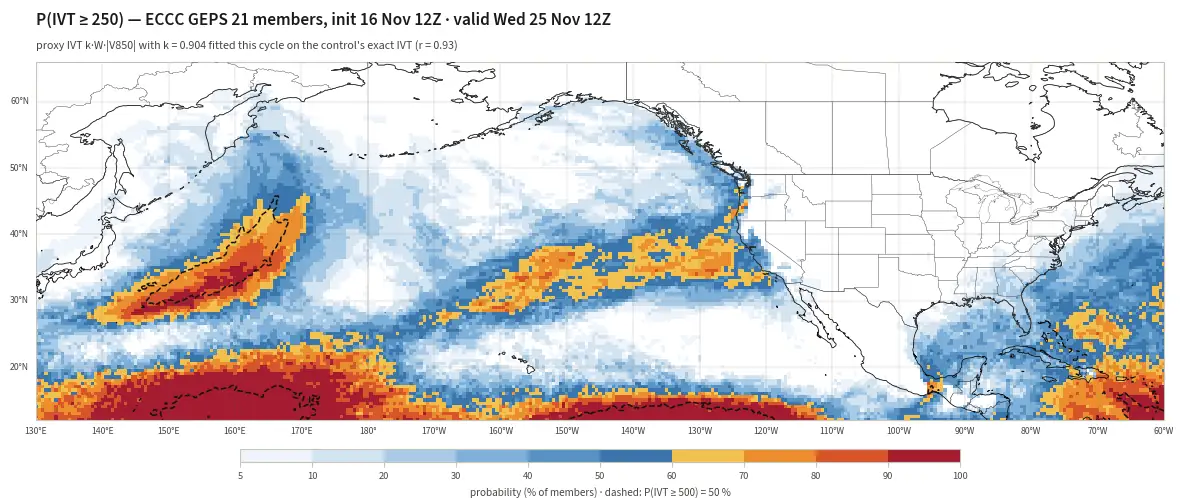 P(IVT ≥ 250) — ECCC GEPS 21 members, init 16 Nov 12Z · valid Wed 25 Nov 12Z
proxy IVT k·W·|V850| with k = 0.904 fitted this cycle on the control's exact IVT (r = 0.93)
60°N
50°N
40°N
30°N
20°N
130°E 140°E 150°E 160°E 170°E 180° 170°W 160°W 150°W 140°W 130°W 120°W 110°W 100°W 90°W 80°W 70°W 60°W
5 10 20 30 40 50 60 70 80 90 100
probability (% of members) · dashed: P(IVT ≥ 500) = 50 %